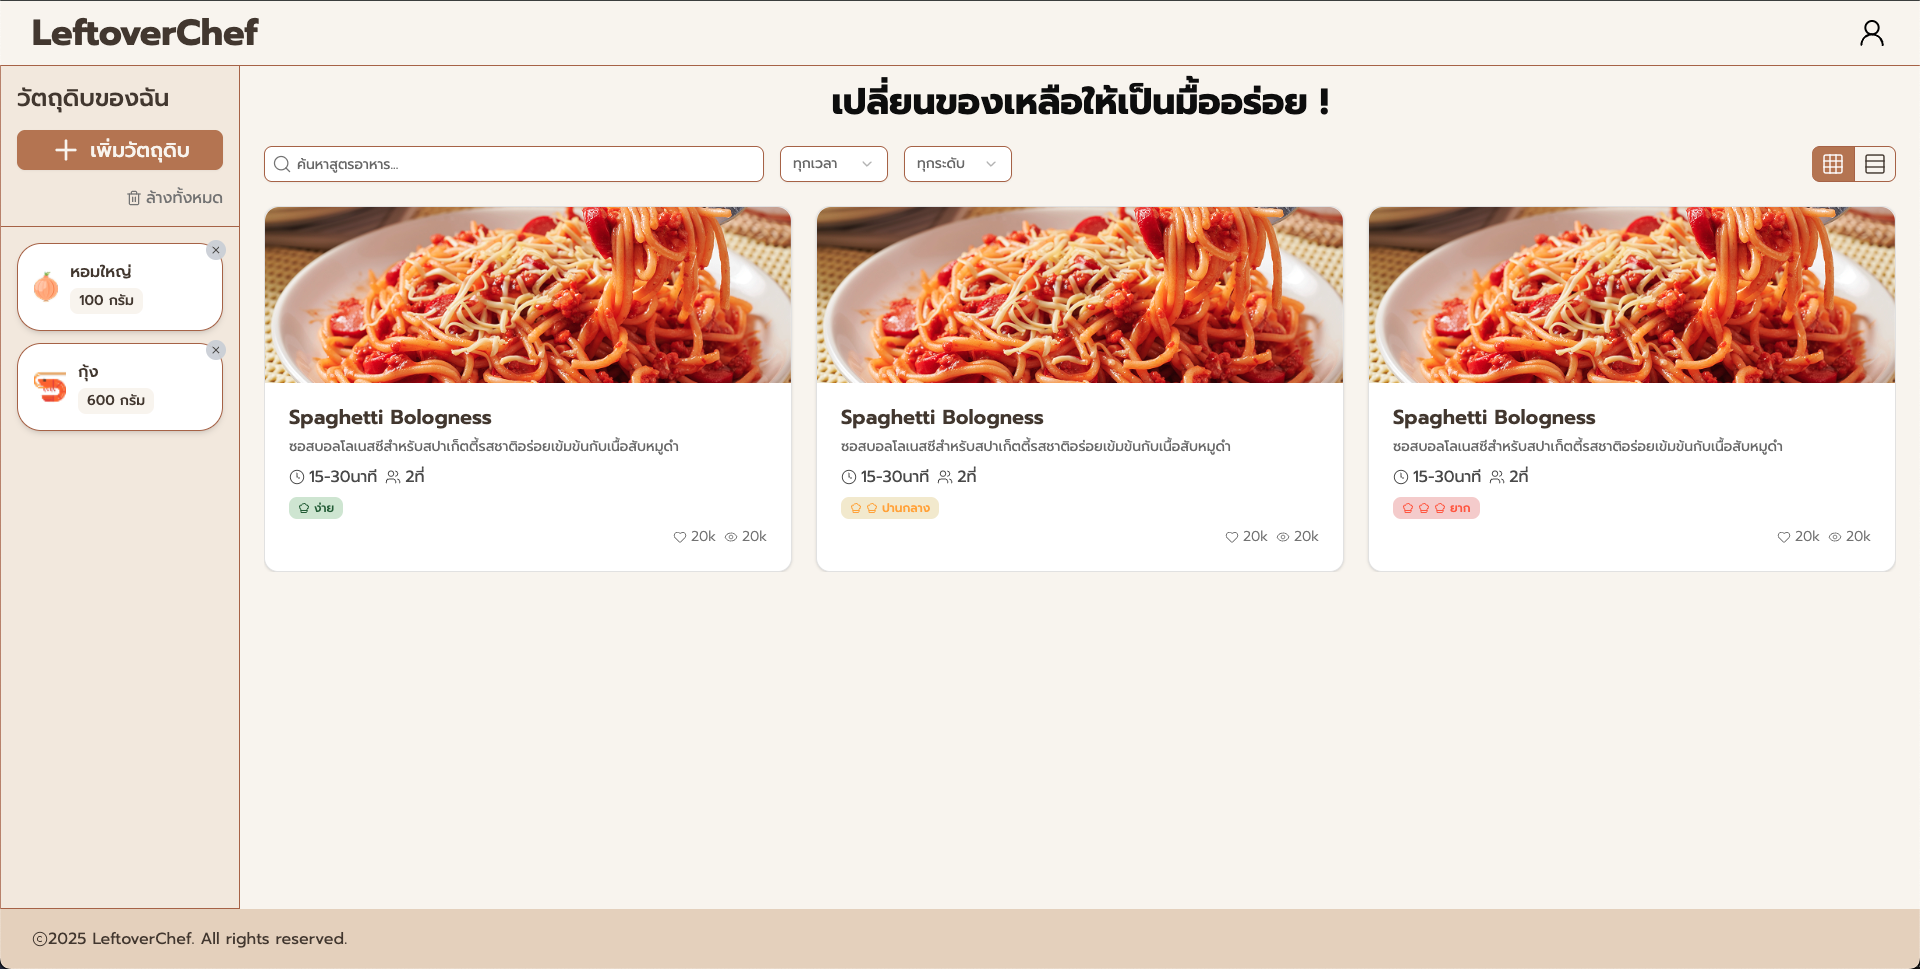 LeftoverChef
วัตถุดิบของฉัน
เพิ่มวัตถุดิบ
ล้างทั้งหมด
หอมใหญ่
100 กรัม
กุ้ง
600 กรัม
เปลี่ยนของเหลือให้เป็นมื้ออร่อย !
ค้นหาสูตรอาหาร...
ทุกเวลา
ทุกระดับ
Spaghetti Bologness
ซอสบอลโลเนสซีสำหรับสปาเก็ตตี้รสชาติอร่อยเข้มข้นกับเนื้อสับหมูดำ
15-30นาที 2ที่
ง่าย
20k 20k
Spaghetti Bologness
ซอสบอลโลเนสซีสำหรับสปาเก็ตตี้รสชาติอร่อยเข้มข้นกับเนื้อสับหมูดำ
15-30นาที 2ที่
ปานกลาง
20k 20k
Spaghetti Bologness
ซอสบอลโลเนสซีสำหรับสปาเก็ตตี้รสชาติอร่อยเข้มข้นกับเนื้อสับหมูดำ
15-30นาที 2ที่
ยาก
20k 20k
©2025 LeftoverChef. All rights reserved.